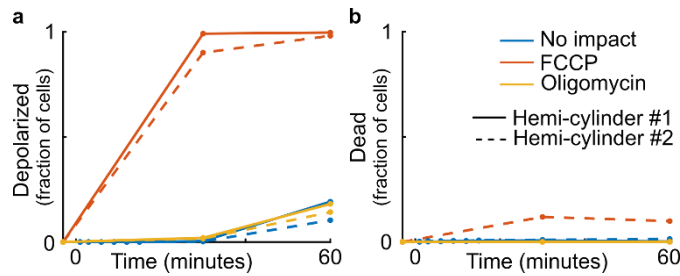 a
1
Depolarized
(fraction of cells)
0
0
Time (minutes)
60
b
1
Dead
(fraction of cells)
0
0
Time (minutes)
60
No impact
FCCP
Oligomycin
Hemi-cylinder #1
Hemi-cylinder #2